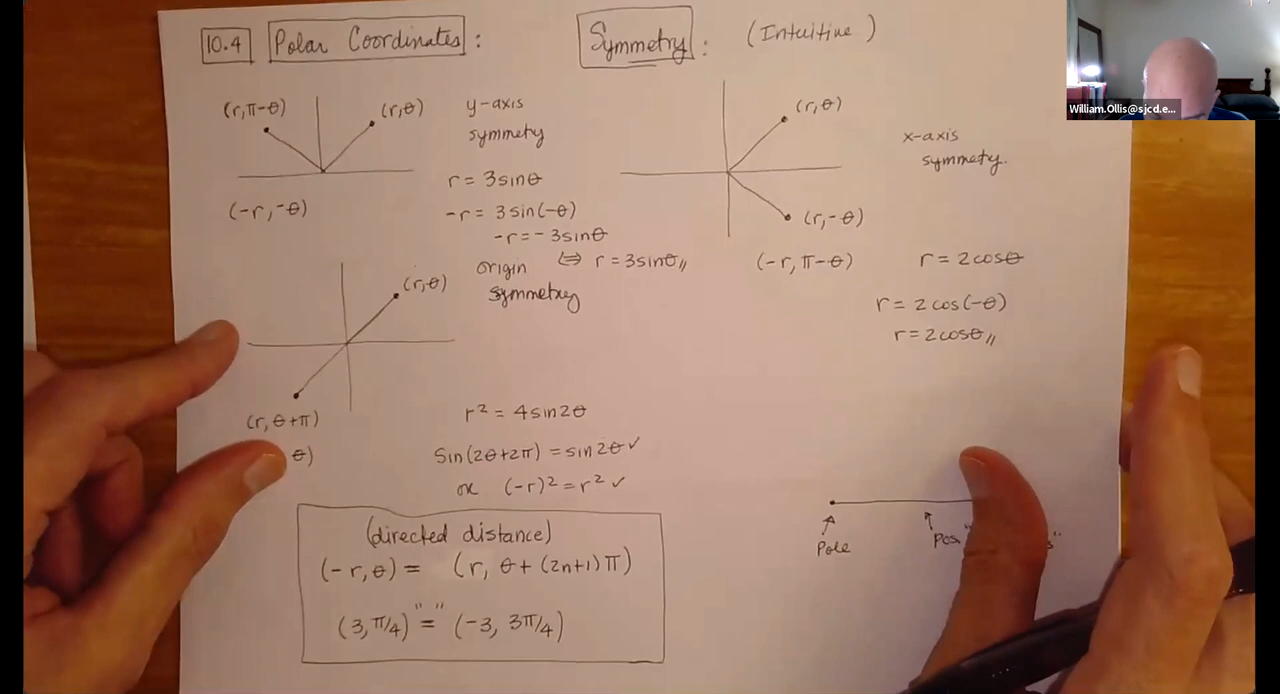 10.4 Polar Coordinates:
Symmetry: (Intuitive)
(r, π-θ)
(r, θ)
y-axis
symmetry
(-r, -θ)
r = 3sinθ
-r = 3sin(-θ)
-r = -3sinθ
⇔ r = 3sinθ //
(r, θ)
x-axis
symmetry.
(r, -θ)
(-r, π-θ)
r = 2cosθ
r = 2cos(-θ)
r = 2cosθ //
origin
symmetry
(r, θ)
(r, θ+π)
θ)
r² = 4sin2θ
Sin(2θ+2π) = sin2θ ✓
or (-r)² = r² ✓
(directed distance)
(-r, θ) = (r, θ + (2n+1)π)
(3, π/4) "=" (-3, 3π/4)
Pole
Pos "
s"
William.Ollis@sjcd.e...